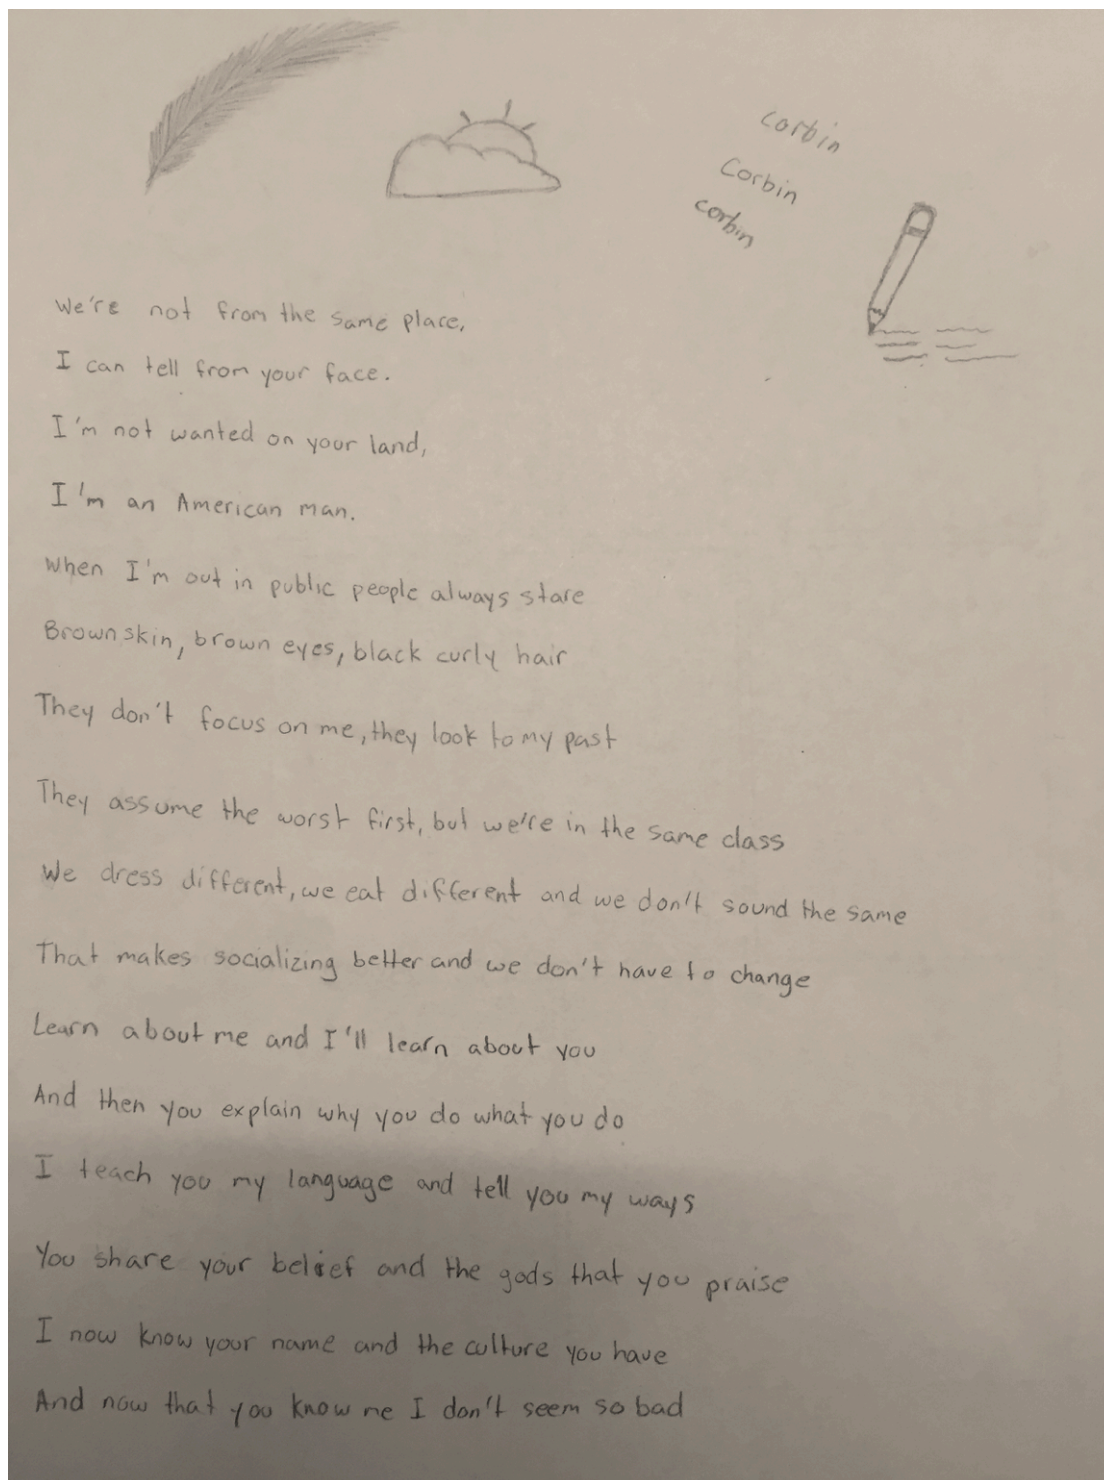 corbin
Corbin
corbin
We're not from the same place,
I can tell from your face.
I'm not wanted on your land,
I'm an American man.
When I'm out in public people always stare
Brown skin, brown eyes, black curly hair
They don't focus on me, they look to my past
They assume the worst first, but we're in the same class
We dress different, we eat different and we don't sound the same
That makes socializing better and we don't have to change
Learn about me and I'll learn about you
And then you explain why you do what you do
I teach you my language and tell you my ways
You share your belief and the gods that you praise
I now know your name and the culture you have
And now that you know me I don't seem so bad